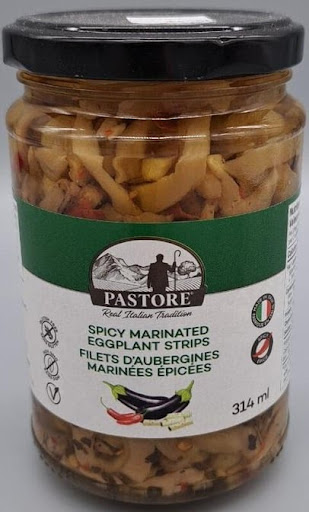 PASTORE
Real Italian Tradition
SPICY MARINATED
EGGPLANT STRIPS
FILETS D'AUBERGINES
MARINÉES ÉPICÉES
314 ml